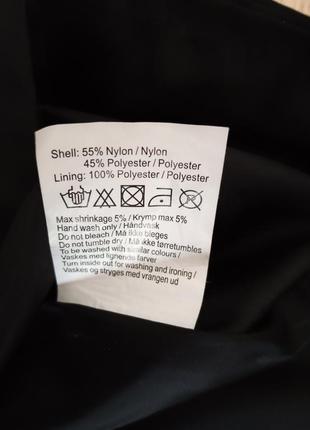 Shell: 55% Nylon / Nylon
45% Polyester / Polyester
Lining: 100% Polyester / Polyester
Max shrinkage 5% / Krymp max 5%
Hand wash only / Håndvask
Do not bleach / Må ikke bleges
Do not tumble dry / Må ikke tørretumbles
To be washed with similar colours /
Vaskes med lignende farver
Turn inside out for washing and ironing /
Vaskes og stryges med vrangen ud